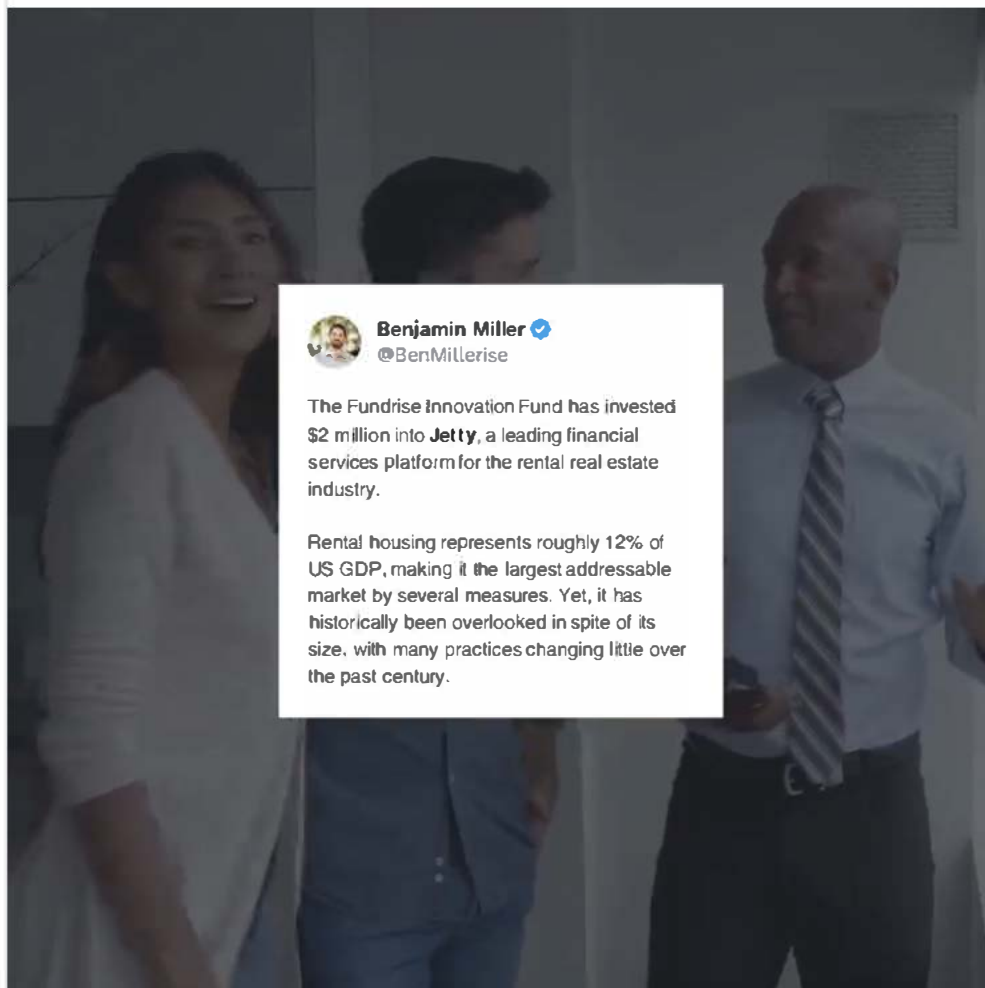 Benjamin Miller
@BenMillerise
The Fundrise Innovation Fund has invested
$2 million into Jetty, a leading financial
services platform for the rental real estate
industry.
Rental housing represents roughly 12% of
US GDP, making it the largest addressable
market by several measures. Yet, it has
historically been overlooked in spite of its
size, with many practices changing little over
the past century.